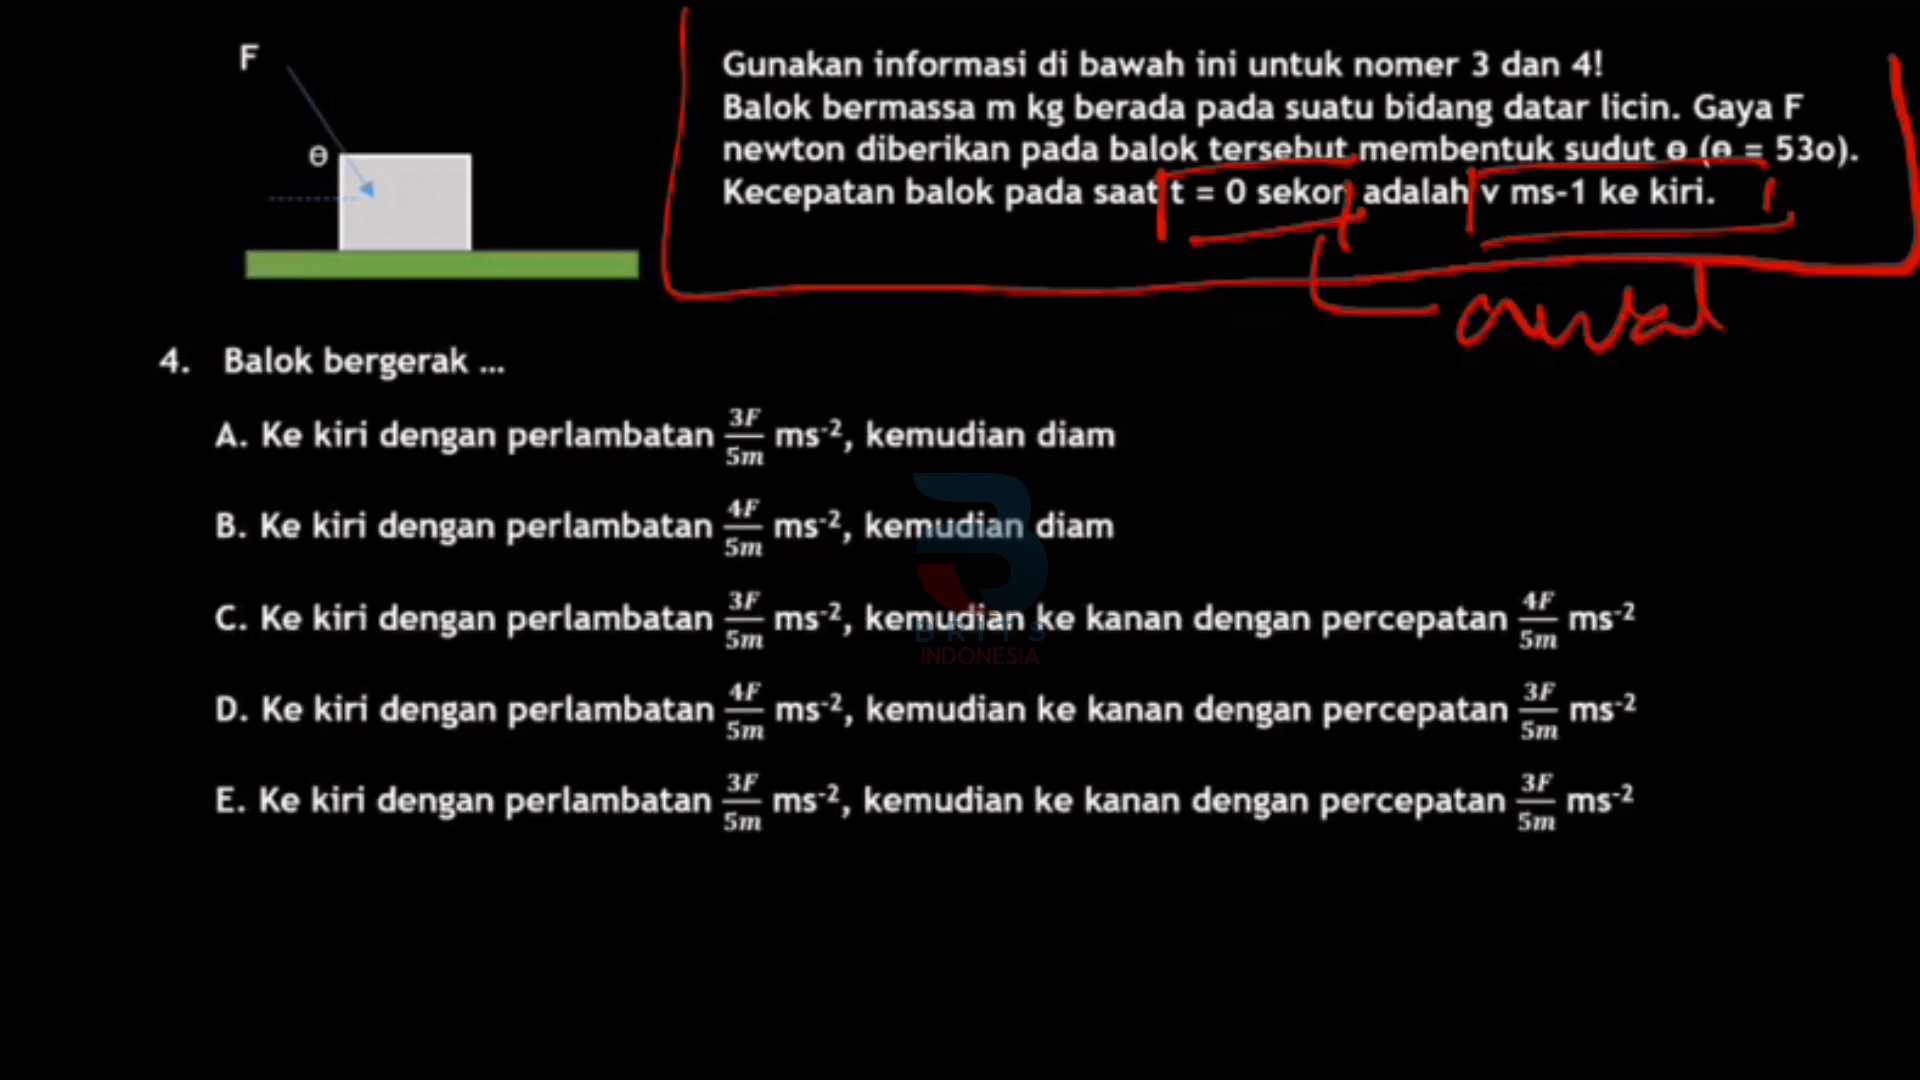 F
θ
Gunakan informasi di bawah ini untuk nomer 3 dan 4!
Balok bermassa m kg berada pada suatu bidang datar licin. Gaya F
newton diberikan pada balok tersebut membentuk sudut ɵ (ɵ = 53o).
Kecepatan balok pada saat t = 0 sekon adalah v ms-1 ke kiri.
awal
4. Balok bergerak ...
A. Ke kiri dengan perlambatan 3F/5m ms⁻², kemudian diam
B. Ke kiri dengan perlambatan 4F/5m ms⁻², kemudian diam
C. Ke kiri dengan perlambatan 3F/5m ms⁻², kemudian ke kanan dengan percepatan 4F/5m ms⁻²
D. Ke kiri dengan perlambatan 4F/5m ms⁻², kemudian ke kanan dengan percepatan 3F/5m ms⁻²
E. Ke kiri dengan perlambatan 3F/5m ms⁻², kemudian ke kanan dengan percepatan 3F/5m ms⁻²
INDONESIA